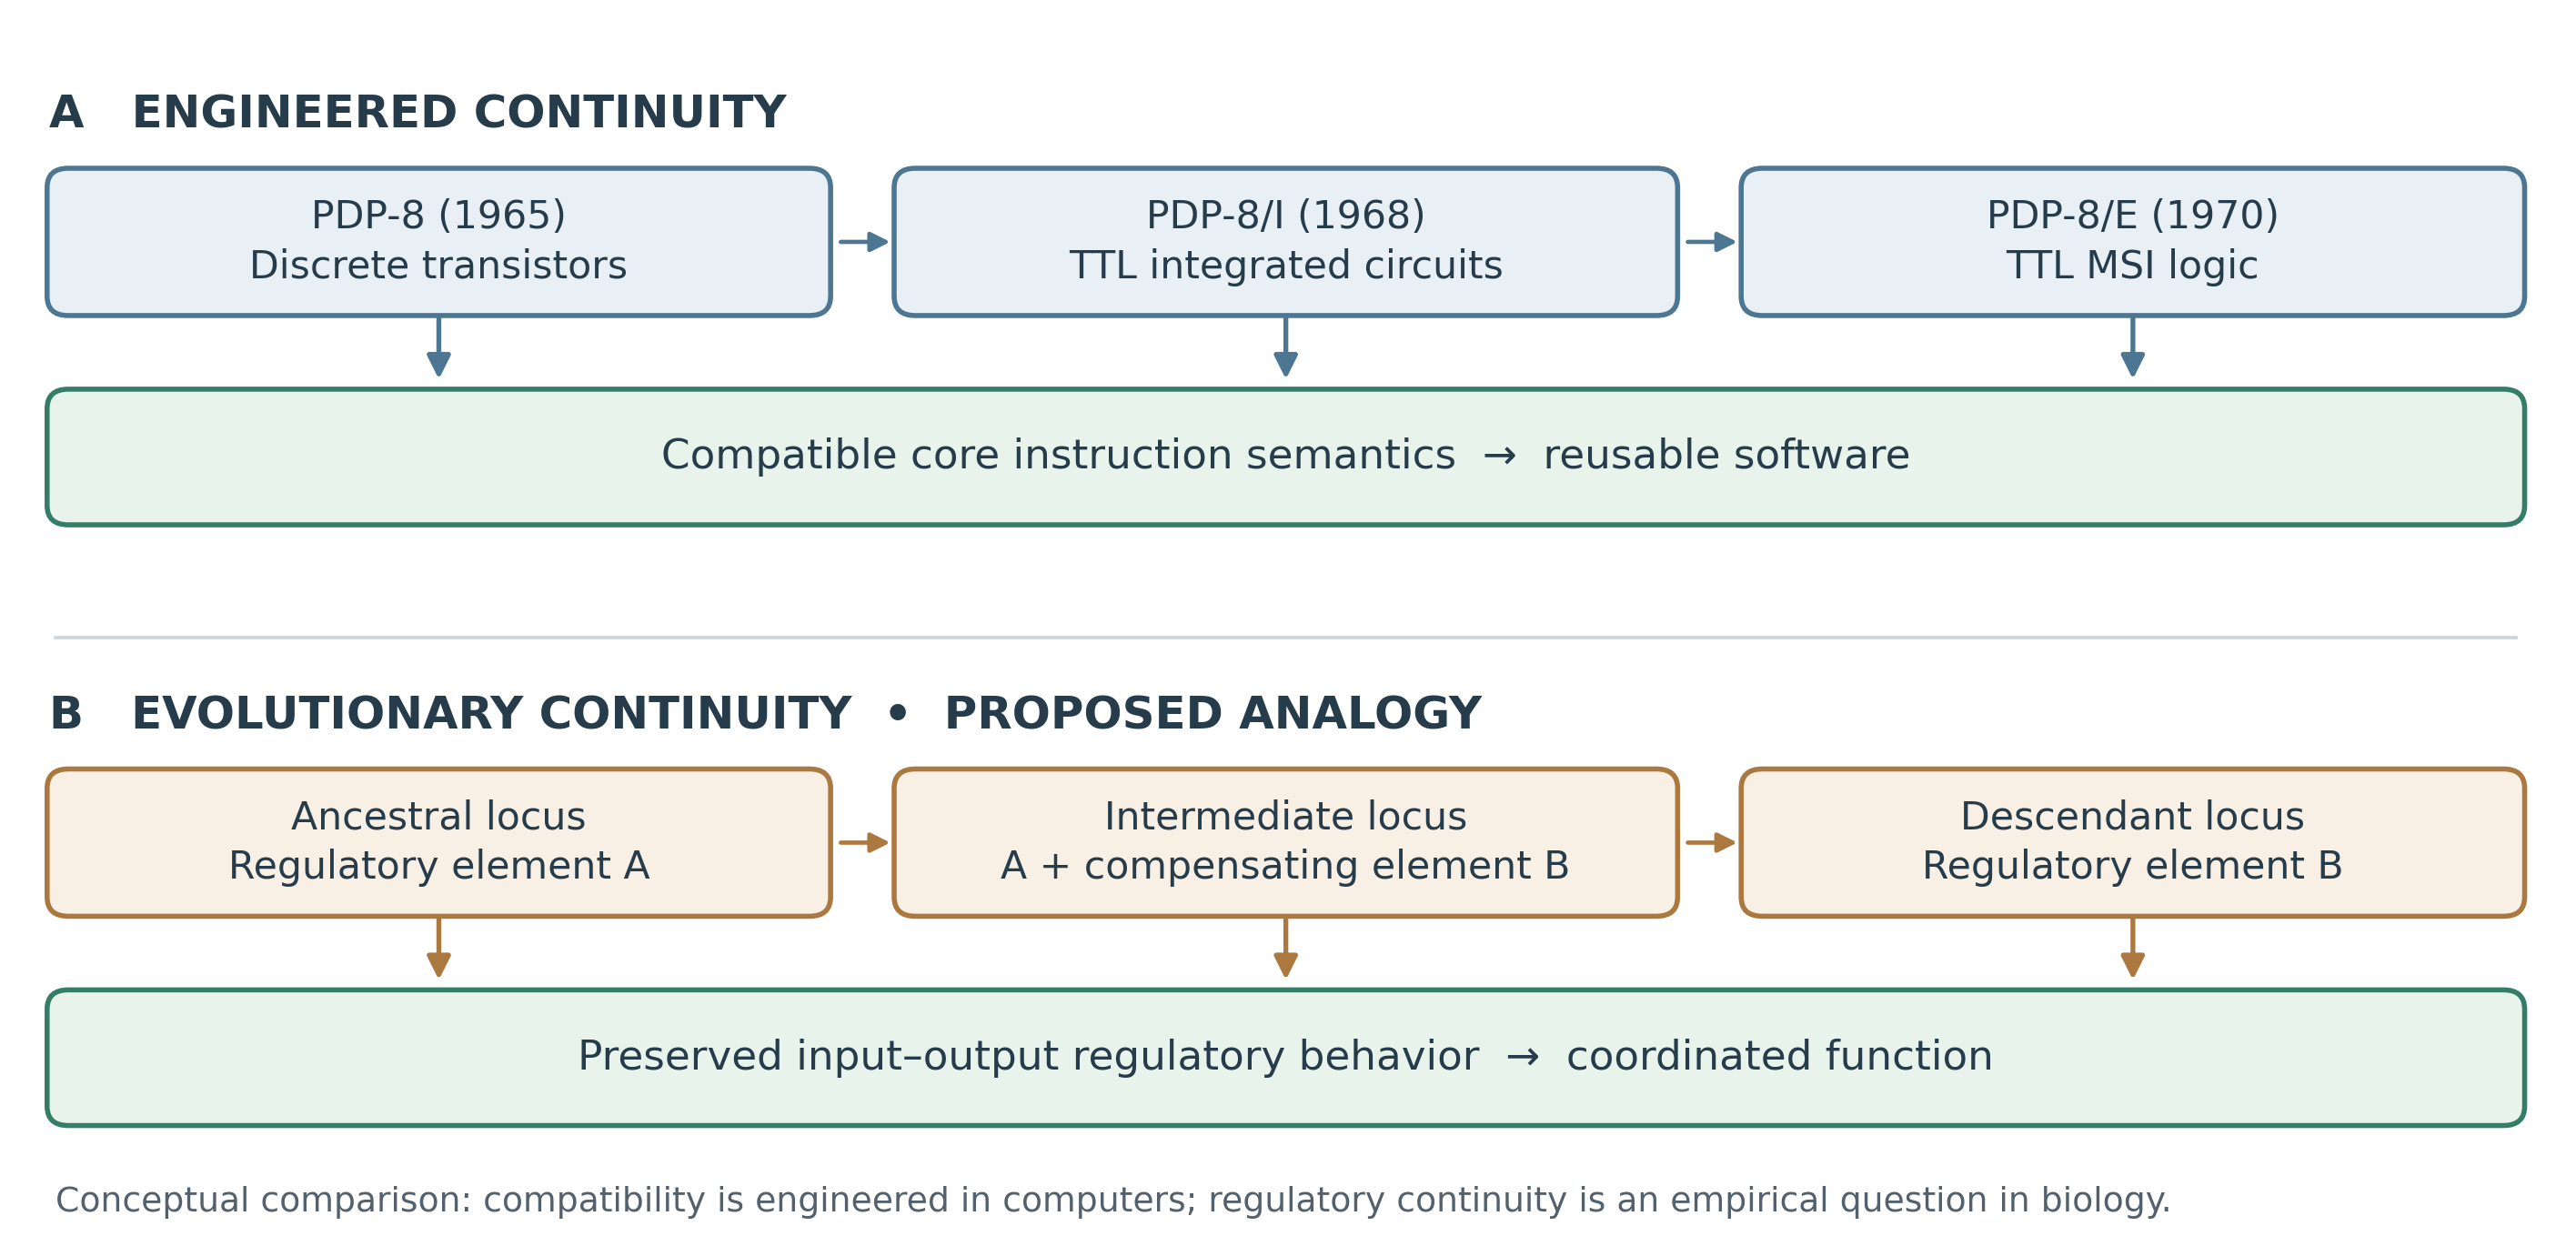 A ENGINEERED CONTINUITY
PDP-8 (1965)
Discrete transistors
PDP-8/I (1968)
TTL integrated circuits
PDP-8/E (1970)
TTL MSI logic
Compatible core instruction semantics → reusable software
B EVOLUTIONARY CONTINUITY • PROPOSED ANALOGY
Ancestral locus
Regulatory element A
Intermediate locus
A + compensating element B
Descendant locus
Regulatory element B
Preserved input–output regulatory behavior → coordinated function
Conceptual comparison: compatibility is engineered in computers; regulatory continuity is an empirical question in biology.